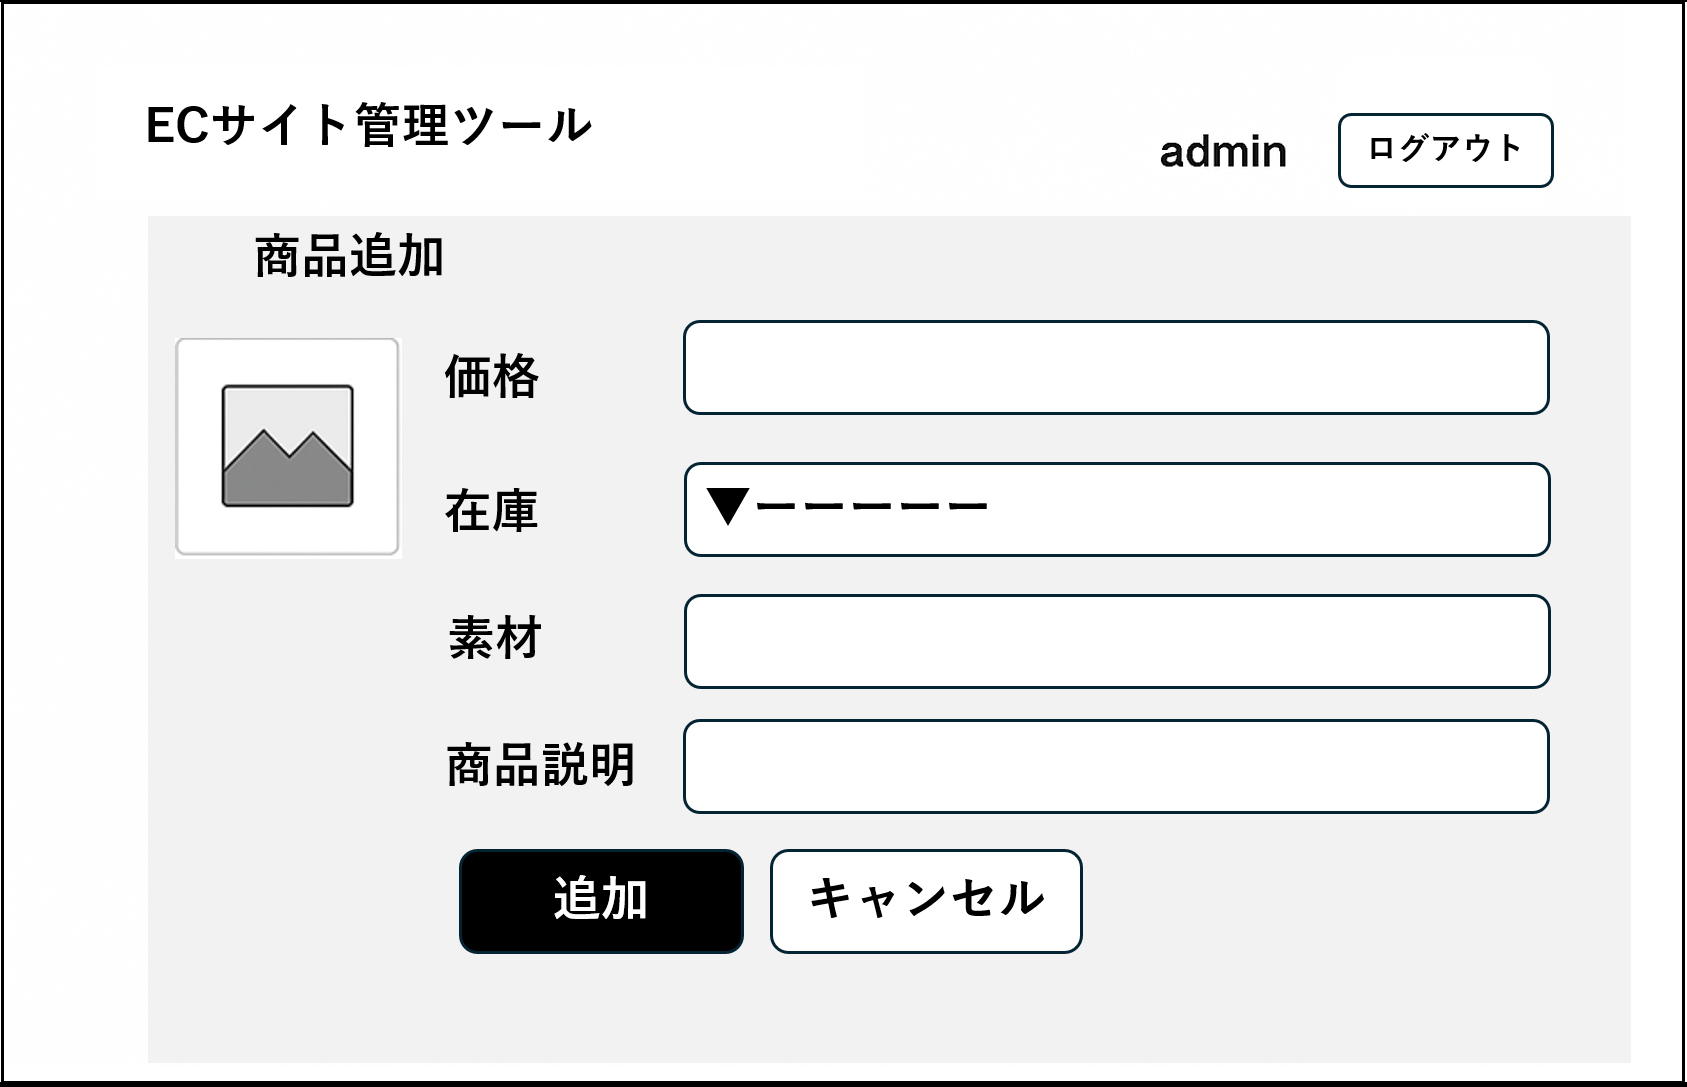 ECサイト管理ツール
admin
ログアウト
商品追加
価格
在庫
▼ーーーーー
素材
商品説明
追加
キャンセル